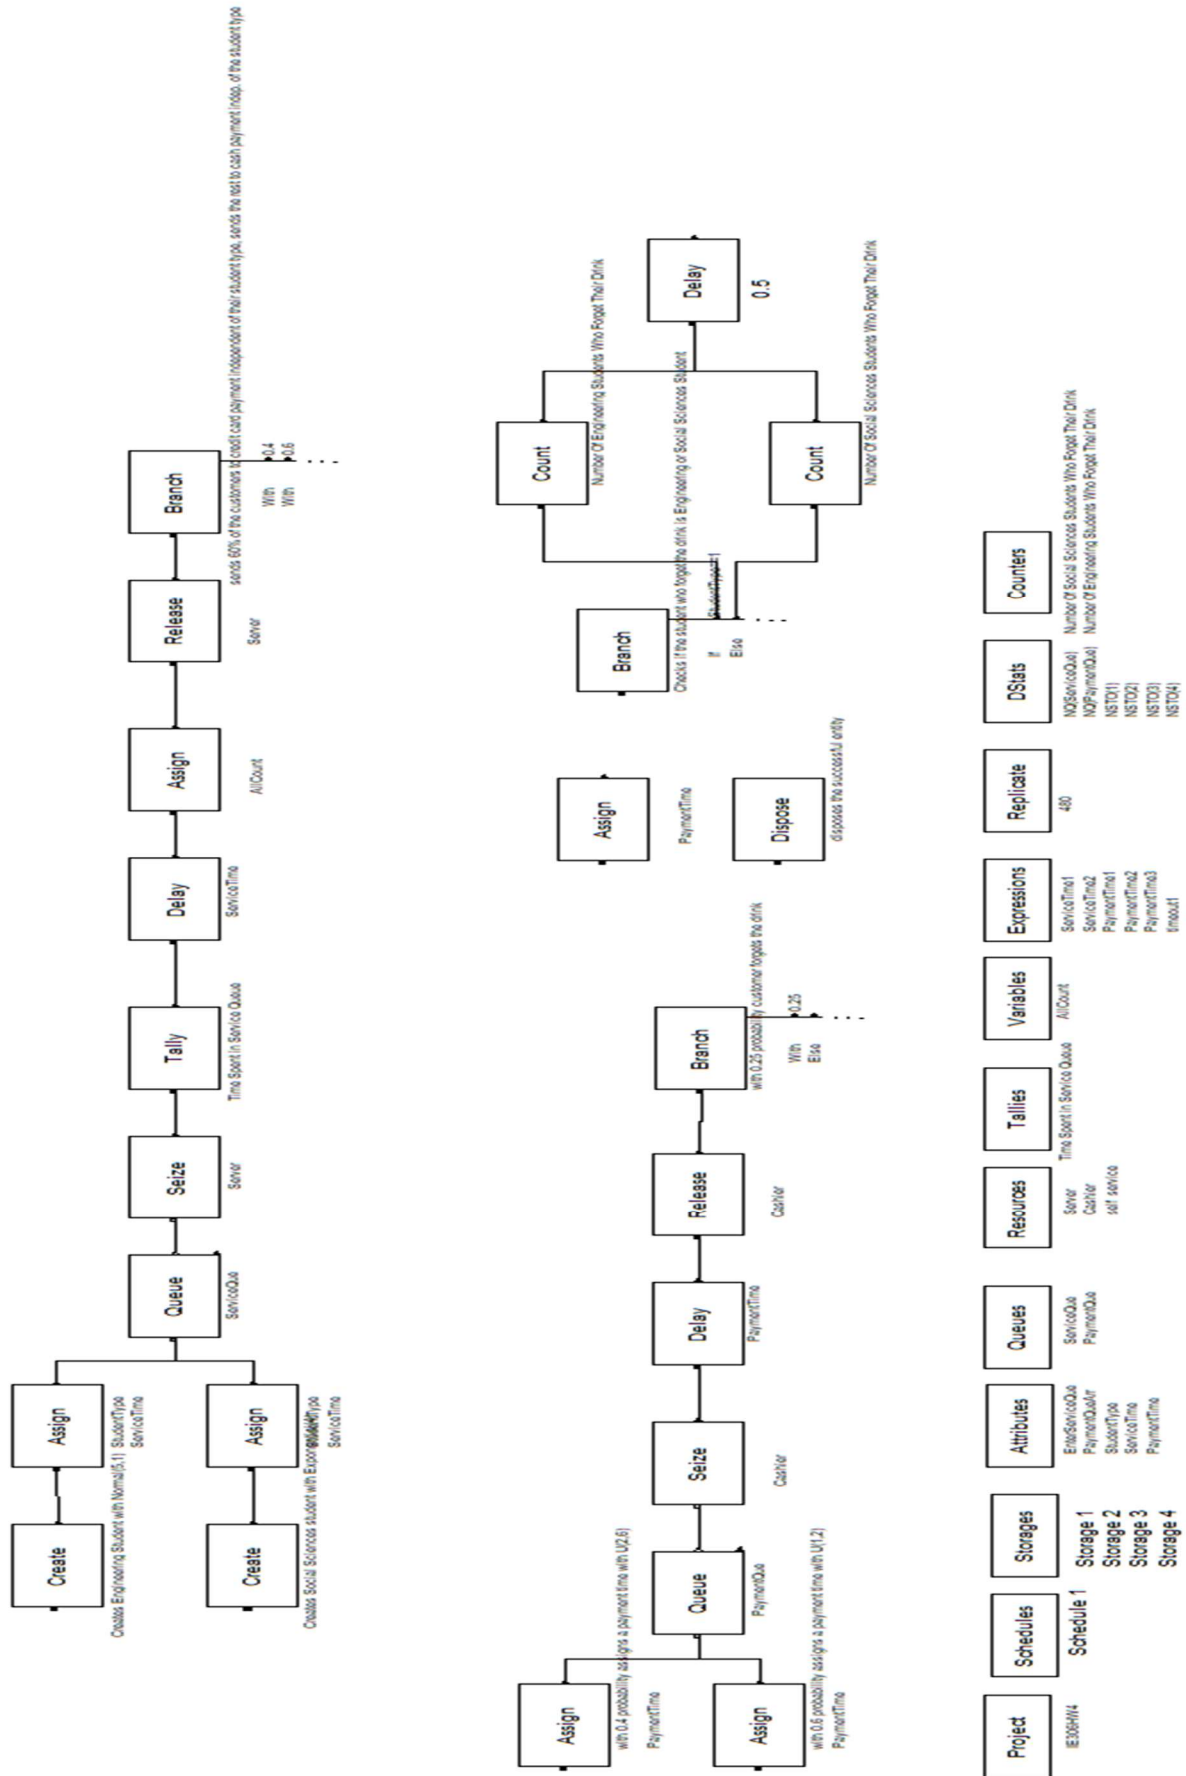 Create
Creates Engineering Student with Normal(5,1)
Assign
StudentType
ServiceTime
Create
Creates Social Sciences student with
Assign
ServiceTime
Queue
ServiceQue
Seize
Server
Tally
Time Spent in Service Queue
Delay
ServiceTime
Assign
AllCount
Release
Server
Branch
sends 60% of the customers to credit card payment independent of their student type, sends the rest to cash payment indep. of the student type
With 0.4
With 0.6
Assign
with 0.4 probability assigns a payment time with U(2,6)
PaymentTime
Assign
with 0.6 probability assigns a payment time with U(1,2)
PaymentTime
Queue
PaymentQue
Seize
Cashier
Delay
PaymentTime
Release
Cashier
Branch
with 0.25 probability customer forgets the drink
With 0.25
Else
Assign
PaymentTime
Dispose
disposes the successful entity
Branch
Checks if the student who forget the drink is Engineering or Social Sciences Student
If StudentType==1
Else
Count
Number Of Engineering Students Who Forget Their Drink
Count
Number Of Social Sciences Students Who Forget Their Drink
Delay
0.5
Project
IE306HW4
Schedules
Schedule 1
Storages
Storage 1
Storage 2
Storage 3
Storage 4
Attributes
EnterServiceQue
PaymentQueArr
StudentType
ServiceTime
PaymentTime
Queues
ServiceQue
PaymentQue
Resources
Server
Cashier
self service
Tallies
Time Spent in Service Queue
Variables
AllCount
Expressions
ServiceTime1
ServiceTime2
PaymentTime1
PaymentTime2
PaymentTime3
timeout1
Replicate
480
DStats
NQ(ServiceQue)
NQ(PaymentQue)
NSTO(1)
NSTO(2)
NSTO(3)
NSTO(4)
Counters
Number Of Social Sciences Students Who Forget Their Drink
Number Of Engineering Students Who Forget Their Drink